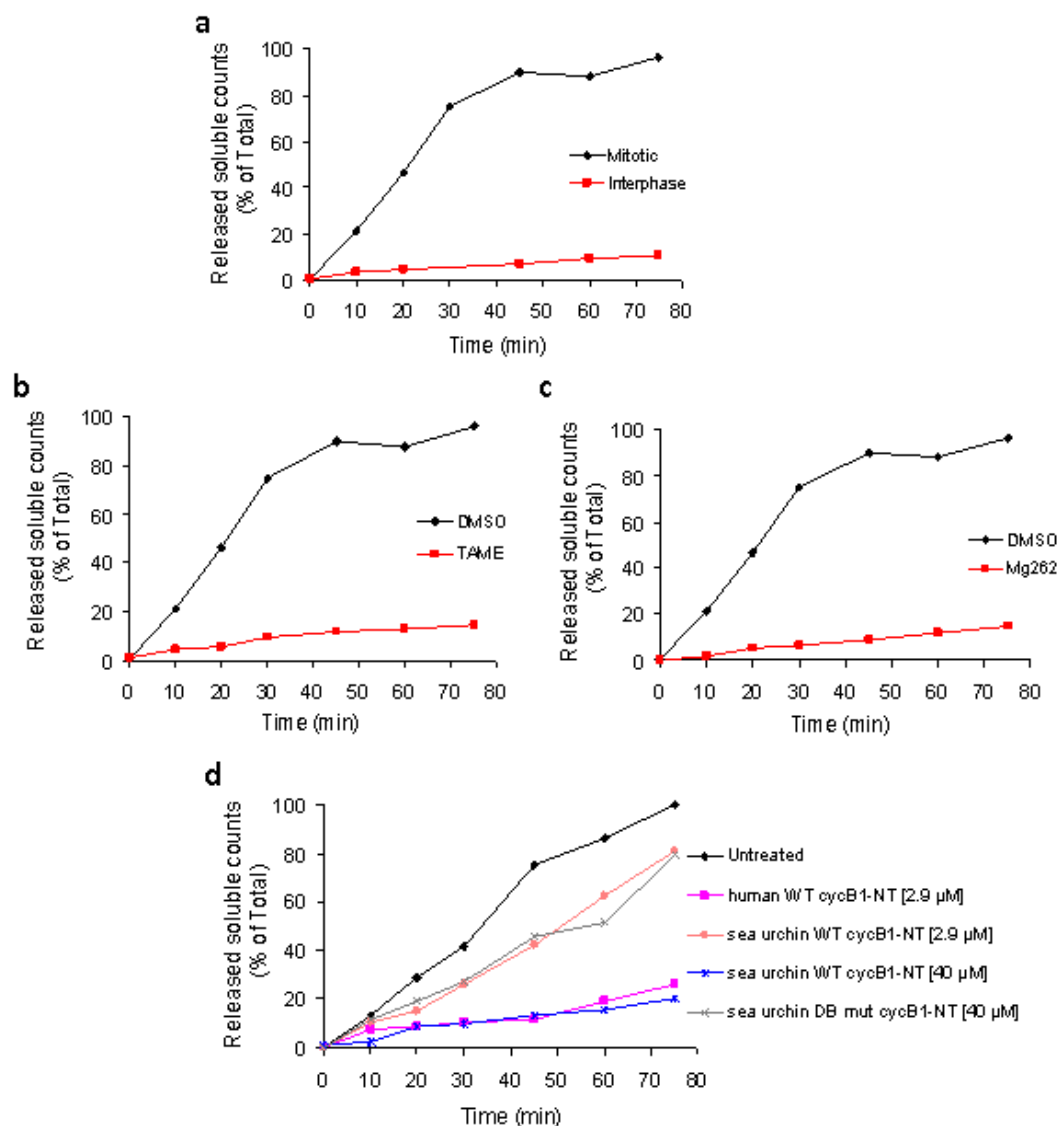 a
Released soluble counts
(% of Total)
100
80
60
40
20
0
0 10 20 30 40 50 60 70 80
Time (min)
Mitotic
Interphase
b
Released soluble counts
(% of Total)
100
80
60
40
20
0
0 10 20 30 40 50 60 70 80
Time (min)
DMSO
TAME
c
Released soluble counts
(% of Total)
100
80
60
40
20
0
0 10 20 30 40 50 60 70 80
Time (min)
DMSO
Mg262
d
Released soluble counts
(% of Total)
100
80
60
40
20
0
0 10 20 30 40 50 60 70 80
Time (min)
Untreated
human WT cycB1-NT [2.9 µM]
sea urchin WT cycB1-NT [2.9 µM]
sea urchin WT cycB1-NT [40 µM]
sea urchin DB mut cycB1-NT [40 µM]